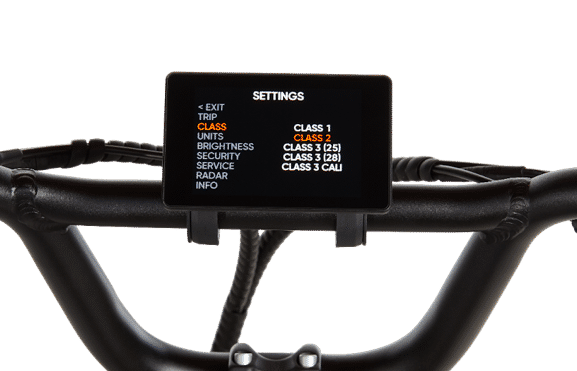 SETTINGS
< EXIT
TRIP
CLASS
UNITS
BRIGHTNESS
SECURITY
SERVICE
RADAR
INFO
CLASS 1
CLASS 2
CLASS 3 (25)
CLASS 3 (28)
CLASS 3 CALI